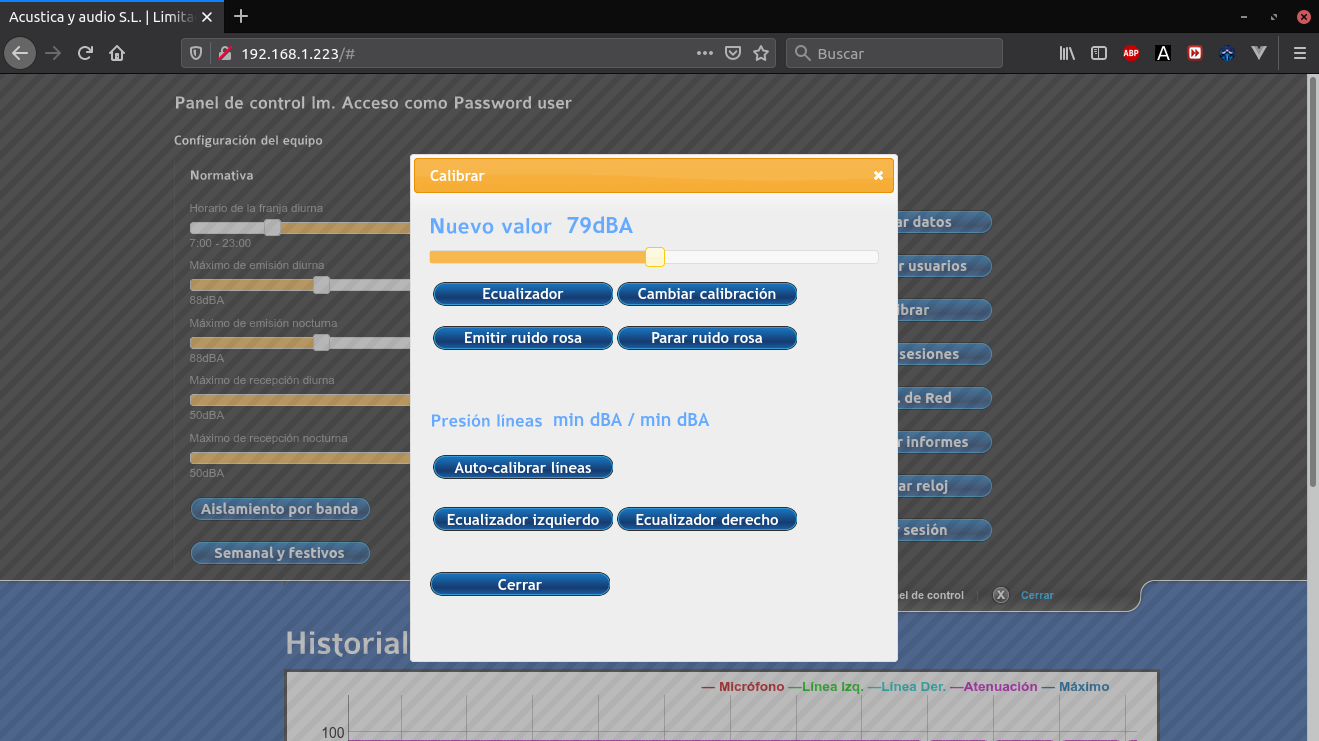 Acustica y audio S.L. | Limita
192.168.1.223/#
Buscar
ABP
A
Panel de control lm. Acceso como Password user
Configuración del equipo
Normativa
Horario de la franja diurna
7:00 - 23:00
Máximo de emisión diurna
88dBA
Máximo de emisión nocturna
88dBA
Máximo de recepción diurna
50dBA
Máximo de recepción nocturna
50dBA
Aislamiento por banda
Semanal y festivos
Calibrar
Nuevo valor 79dBA
Ecualizador Cambiar calibración
Emitir ruido rosa Parar ruido rosa
Presión líneas min dBA / min dBA
Auto-calibrar líneas
Ecualizador izquierdo Ecualizador derecho
Cerrar
ar datos
r usuarios
ibrar
sesiones
. de Red
r informes
ar reloj
r sesión
nel de control X Cerrar
Historial
Micrófono Línea Izq. Línea Der. Atenuación Máximo
100